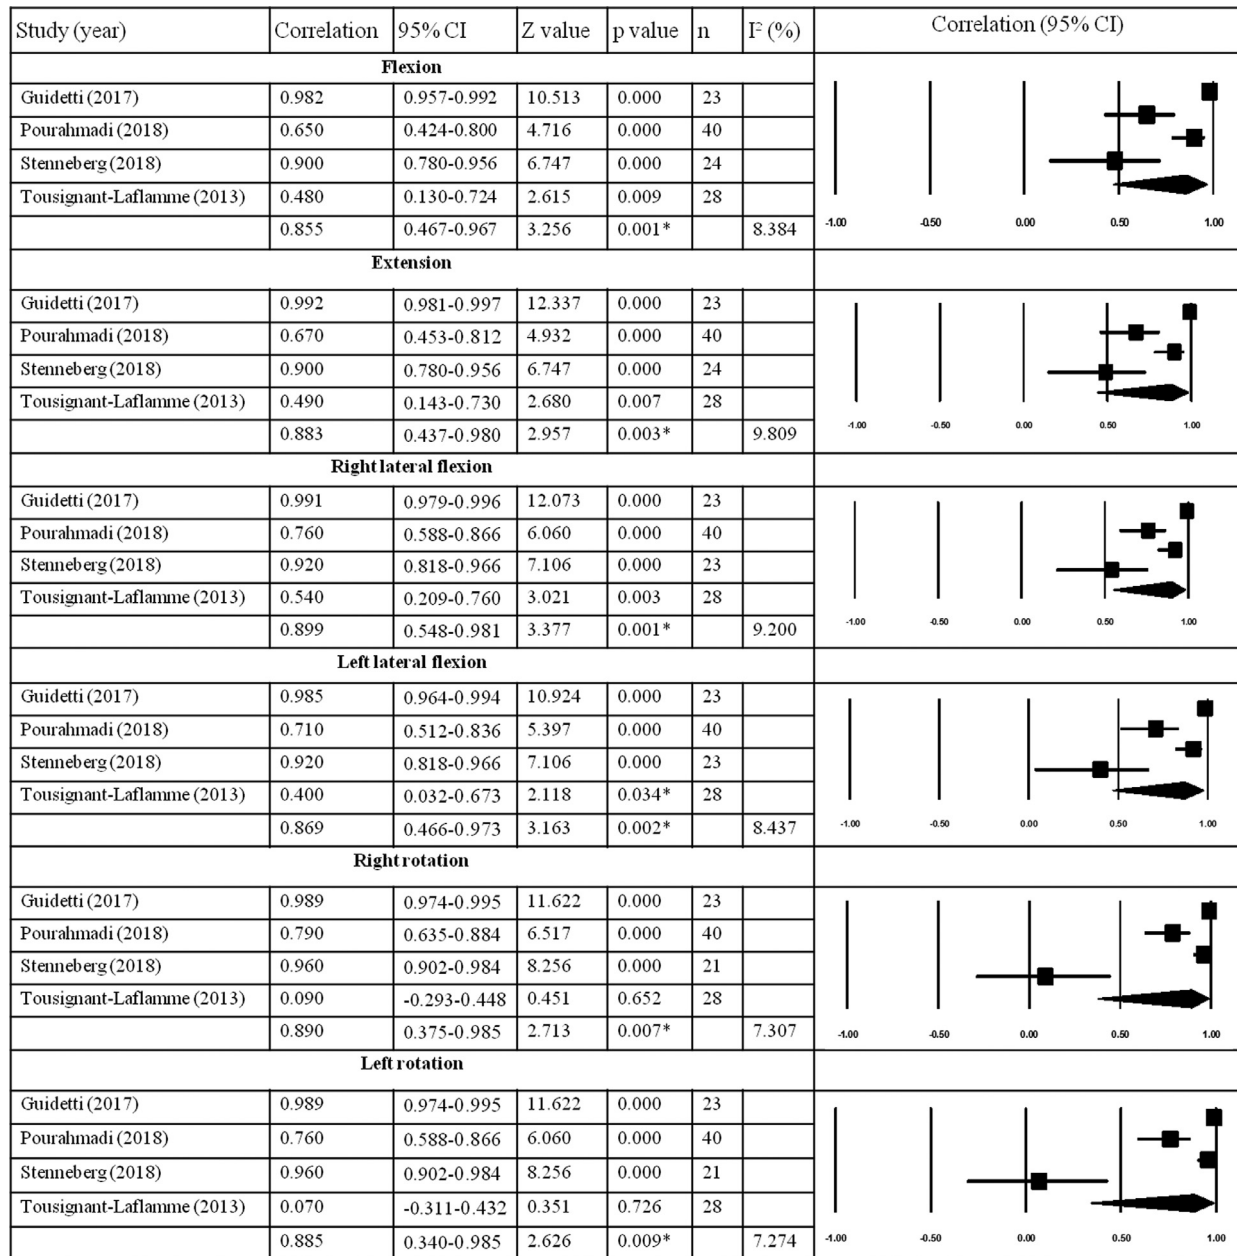 Study (year) Correlation 95% CI Z value p value n I² (%) Correlation (95% CI)
Flexion
Guidetti (2017) 0.982 0.957-0.992 10.513 0.000 23
Pourahmadi (2018) 0.650 0.424-0.800 4.716 0.000 40
Stenneberg (2018) 0.900 0.780-0.956 6.747 0.000 24
Tousignant-Laflamme (2013) 0.480 0.130-0.724 2.615 0.009 28
0.855 0.467-0.967 3.256 0.001* 8.384
-1.00 -0.50 0.00 0.50 1.00
Extension
Guidetti (2017) 0.992 0.981-0.997 12.337 0.000 23
Pourahmadi (2018) 0.670 0.453-0.812 4.932 0.000 40
Stenneberg (2018) 0.900 0.780-0.956 6.747 0.000 24
Tousignant-Laflamme (2013) 0.490 0.143-0.730 2.680 0.007 28
0.883 0.437-0.980 2.957 0.003* 9.809
-1.00 -0.50 0.00 0.50 1.00
Right lateral flexion
Guidetti (2017) 0.991 0.979-0.996 12.073 0.000 23
Pourahmadi (2018) 0.760 0.588-0.866 6.060 0.000 40
Stenneberg (2018) 0.920 0.818-0.966 7.106 0.000 23
Tousignant-Laflamme (2013) 0.540 0.209-0.760 3.021 0.003 28
0.899 0.548-0.981 3.377 0.001* 9.200
-1.00 -0.50 0.00 0.50 1.00
Left lateral flexion
Guidetti (2017) 0.985 0.964-0.994 10.924 0.000 23
Pourahmadi (2018) 0.710 0.512-0.836 5.397 0.000 40
Stenneberg (2018) 0.920 0.818-0.966 7.106 0.000 23
Tousignant-Laflamme (2013) 0.400 0.032-0.673 2.118 0.034* 28
0.869 0.466-0.973 3.163 0.002* 8.437
-1.00 -0.50 0.00 0.50 1.00
Right rotation
Guidetti (2017) 0.989 0.974-0.995 11.622 0.000 23
Pourahmadi (2018) 0.790 0.635-0.884 6.517 0.000 40
Stenneberg (2018) 0.960 0.902-0.984 8.256 0.000 21
Tousignant-Laflamme (2013) 0.090 -0.293-0.448 0.451 0.652 28
0.890 0.375-0.985 2.713 0.007* 7.307
-1.00 -0.50 0.00 0.50 1.00
Left rotation
Guidetti (2017) 0.989 0.974-0.995 11.622 0.000 23
Pourahmadi (2018) 0.760 0.588-0.866 6.060 0.000 40
Stenneberg (2018) 0.960 0.902-0.984 8.256 0.000 21
Tousignant-Laflamme (2013) 0.070 -0.311-0.432 0.351 0.726 28
0.885 0.340-0.985 2.626 0.009* 7.274
-1.00 -0.50 0.00 0.50 1.00